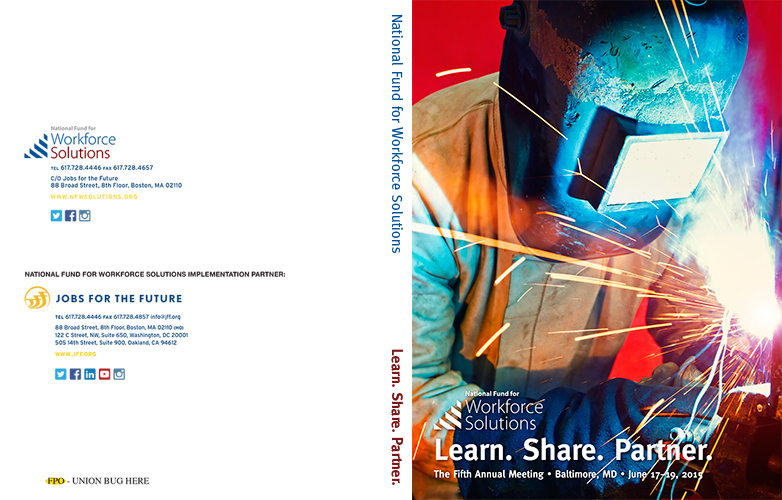 National Fund for
Workforce
Solutions
TEL 617.728.4446 FAX 617.728.4657
C/O Jobs for the Future
88 Broad Street, 8th Floor, Boston, MA 02110
WWW.NFWSOLUTIONS.ORG
NATIONAL FUND FOR WORKFORCE SOLUTIONS IMPLEMENTATION PARTNER:
JOBS FOR THE FUTURE
TEL 617.728.4446 FAX 617.728.4857 info@jff.org
88 Broad Street, 8th Floor, Boston, MA 02110 (HQ)
122 C Street, NW, Suite 650, Washington, DC 20001
505 14th Street, Suite 900, Oakland, CA 94612
WWW.JFF.ORG
FPO - UNION BUG HERE
National Fund for Workforce Solutions
Learn. Share. Partner.
National Fund for
Workforce
Solutions
Learn. Share. Partner.
The Fifth Annual Meeting • Baltimore, MD • June 17–19, 2015